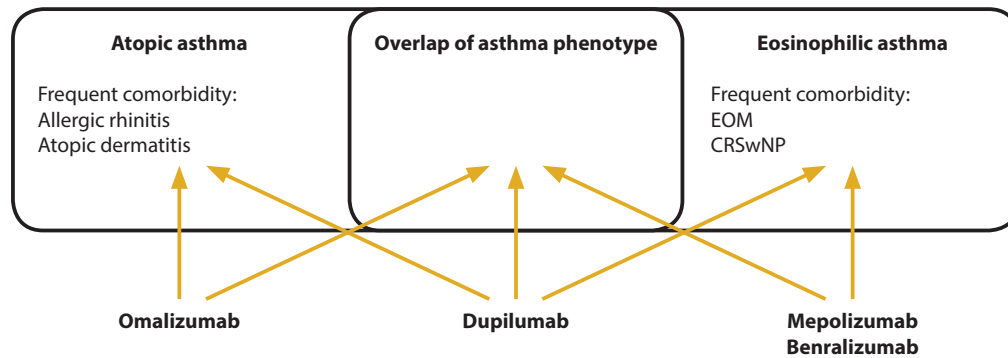 Atopic asthma
Frequent comorbidity:
Allergic rhinitis
Atopic dermatitis
Overlap of asthma phenotype
Eosinophilic asthma
Frequent comorbidity:
EOM
CRSwNP
Omalizumab
Dupilumab
Mepolizumab
Benralizumab